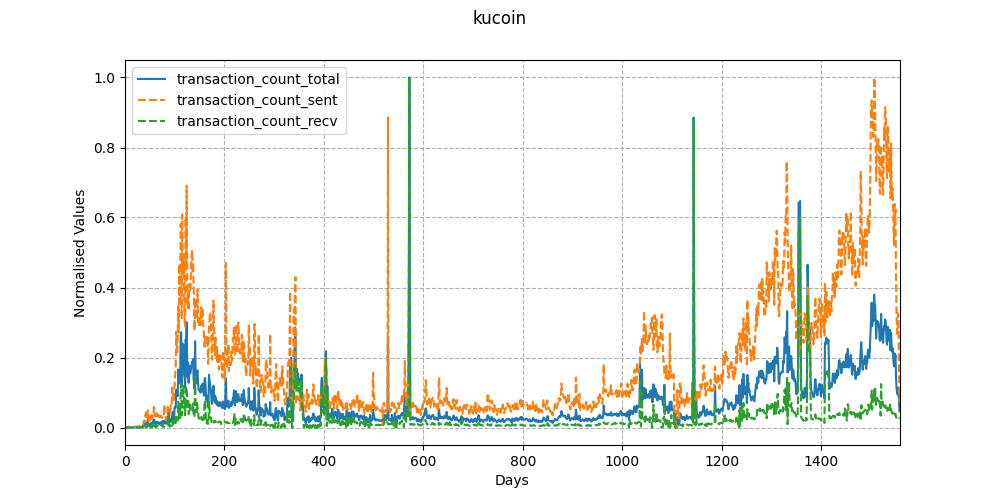 kucoin
transaction_count_total
transaction_count_sent
transaction_count_recv
Normalised Values
1.0
0.8
0.6
0.4
0.2
0.0
0 200 400 600 800 1000 1200 1400
Days